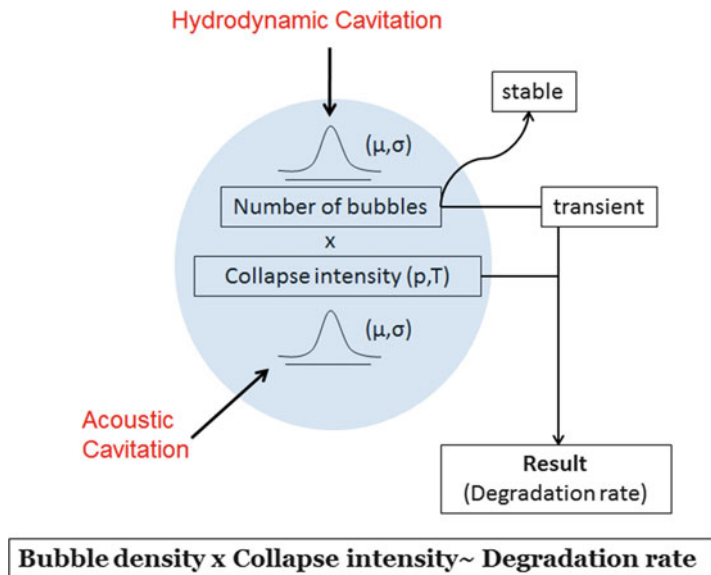 Hydrodynamic Cavitation
stable
(μ,σ)
Number of bubbles
transient
x
Collapse intensity (p,T)
(μ,σ)
Acoustic
Cavitation
Result
(Degradation rate)
Bubble density x Collapse intensity~ Degradation rate